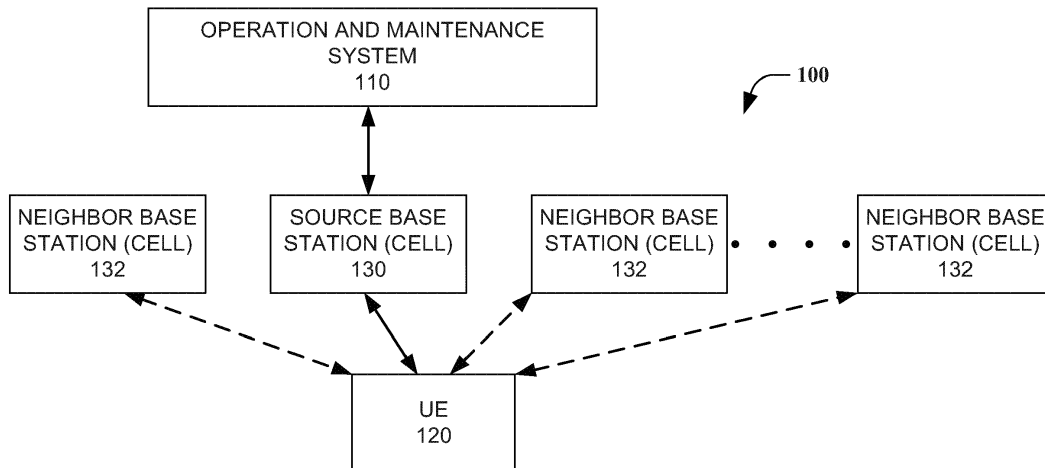 OPERATION AND MAINTENANCE
SYSTEM
110
100
NEIGHBOR BASE
STATION (CELL)
132
SOURCE BASE
STATION (CELL)
130
NEIGHBOR BASE
STATION (CELL)
132
NEIGHBOR BASE
STATION (CELL)
132
UE
120